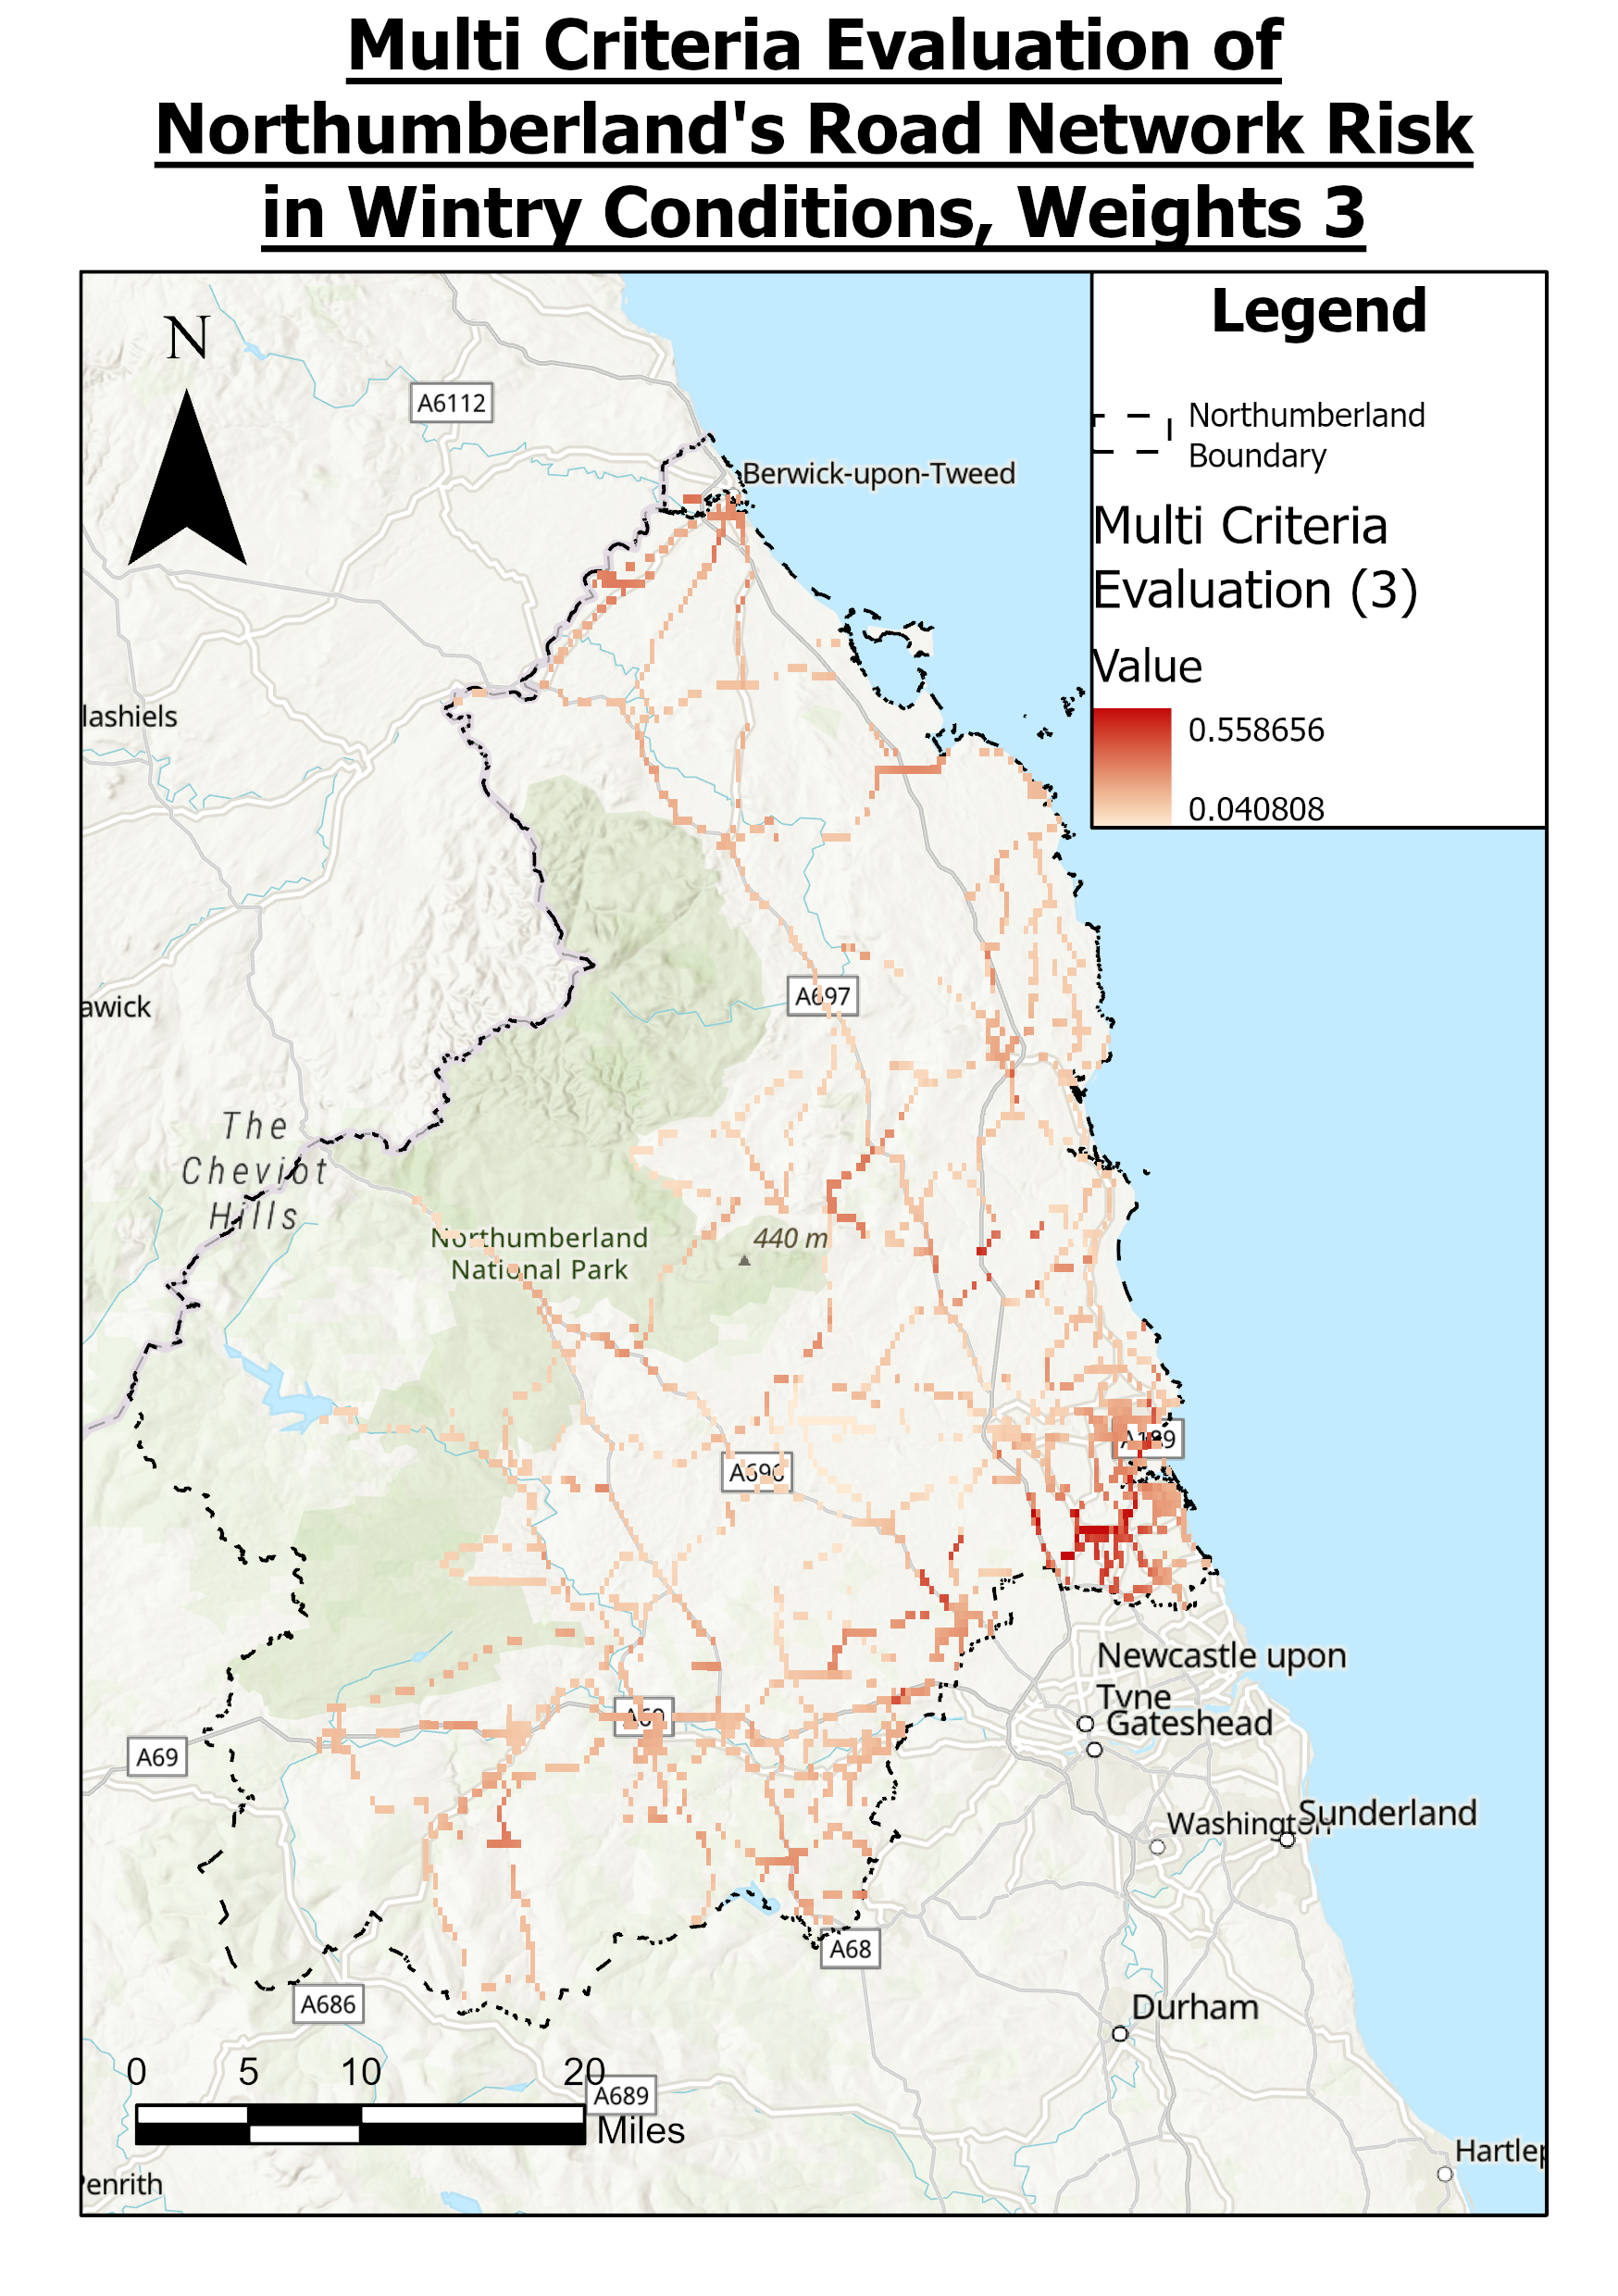 Multi Criteria Evaluation of
Northumberland's Road Network Risk
in Wintry Conditions, Weights 3
N
Legend
Northumberland
Boundary
Multi Criteria
Evaluation (3)
Value
0.558656
0.040808
A6112
Berwick-upon-Tweed
lashiels
awick
A697
The
Cheviot
Hills
Northumberland
National Park
440 m
A189
A696
Newcastle upon
Tyne
Gateshead
A69
A69
Washington
Sunderland
A68
A686
Durham
0 5 10 20
A689
Miles
Hartlep
Penrith